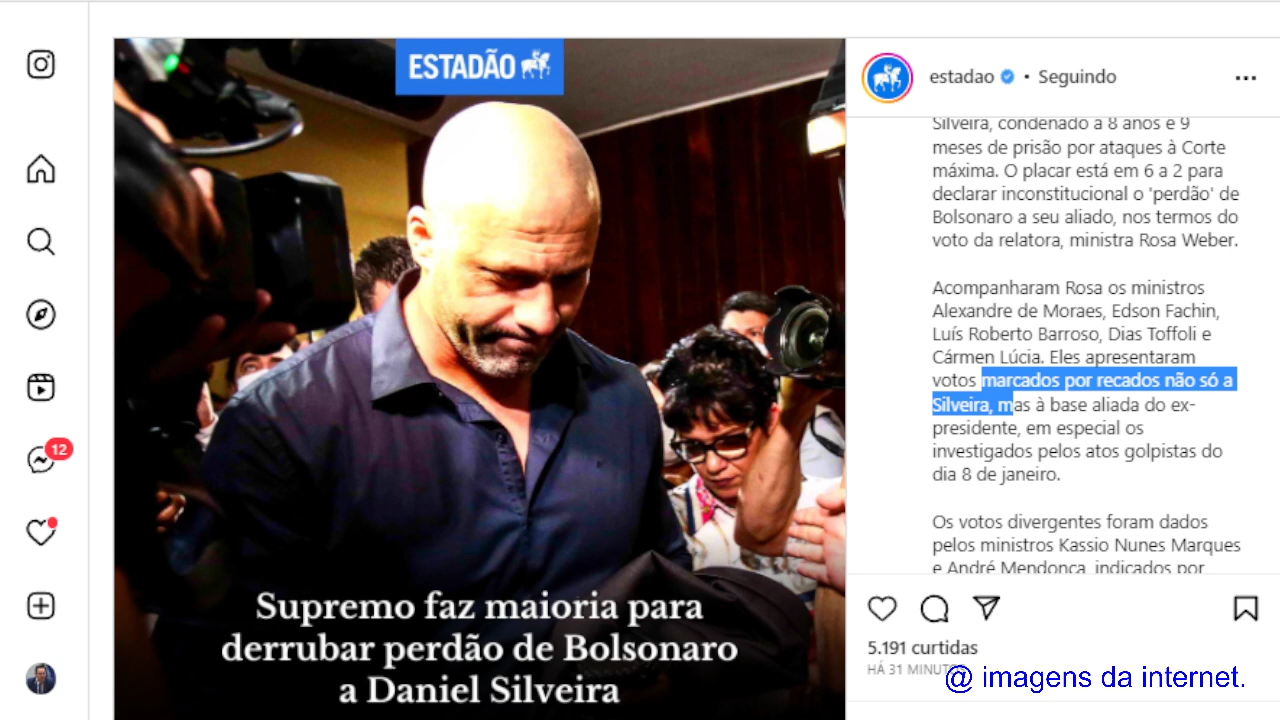 ESTADÃO
Supremo faz maioria para
derrubar perdão de Bolsonaro
a Daniel Silveira
12
estadao • Seguindo
Silveira, condenado a 8 anos e 9
meses de prisão por ataques à Corte
máxima. O placar está em 6 a 2 para
declarar inconstitucional o 'perdão' de
Bolsonaro a seu aliado, nos termos do
voto da relatora, ministra Rosa Weber.
Acompanharam Rosa os ministros
Alexandre de Moraes, Edson Fachin,
Luís Roberto Barroso, Dias Toffoli e
Cármen Lúcia. Eles apresentaram
votos marcados por recados não só a
Silveira, mas à base aliada do ex-
presidente, em especial os
investigados pelos atos golpistas do
dia 8 de janeiro.
Os votos divergentes foram dados
pelos ministros Kassio Nunes Marques
e André Mendonça, indicados por
5.191 curtidas
HÁ 31 MINUTOS
@ imagens da internet.